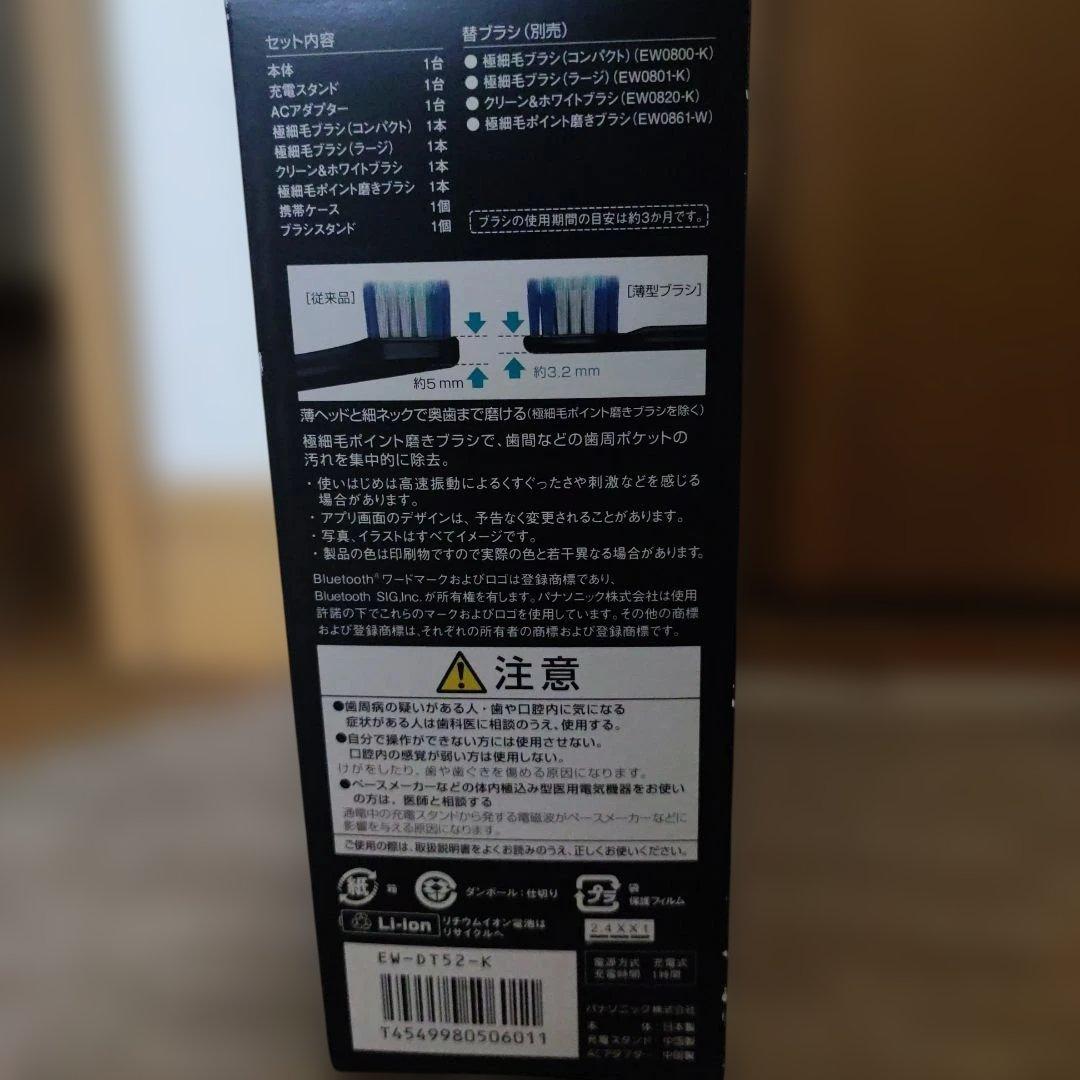 セット内容
本体 1台
充電スタンド 1台
ACアダプター 1台
極細毛ブラシ(コンパクト) 1本
極細毛ブラシ(ラージ) 1本
クリーン&ホワイトブラシ 1本
極細毛ポイント磨きブラシ 1本
携帯ケース 1個
ブラシスタンド 1個
替ブラシ(別売)
● 極細毛ブラシ(コンパクト)(EW0800-K)
● 極細毛ブラシ(ラージ)(EW0801-K)
● クリーン&ホワイトブラシ(EW0820-K)
● 極細毛ポイント磨きブラシ(EW0861-W)
ブラシの使用期間の目安は約3か月です。
[従来品]
[薄型ブラシ]
約5mm
約3.2mm
薄ヘッドと細ネックで奥歯まで磨ける(極細毛ポイント磨きブラシを除く)
極細毛ポイント磨きブラシで、歯間などの歯周ポケットの
汚れを集中的に除去。
・使いはじめは高速振動によるくすぐったさや刺激などを感じる
場合があります。
・アプリ画面のデザインは、予告なく変更されることがあります。
・写真、イラストはすべてイメージです。
・製品の色は印刷物ですので実際の色と若干異なる場合があります。
Bluetooth®ワードマークおよびロゴは登録商標であり、
Bluetooth SIG,Inc.が所有権を有します。パナソニック株式会社は使用
許諾の下でこれらのマークおよびロゴを使用しています。その他の商標
および登録商標は、それぞれの所有者の商標および登録商標です。
注意
●歯周病の疑いがある人・歯や口腔内に気になる
症状がある人は歯科医に相談のうえ、使用する。
●自分で操作ができない方には使用させない。
口腔内の感覚が弱い方は使用しない。
けがをしたり、歯や歯ぐきを傷める原因になります。
●ペースメーカーなどの体内植込み型医用電気機器をお使い
の方は、医師と相談する
通電中の充電スタンドから発する電磁波がペースメーカーなどに
影響を与える原因になります。
ご使用の際は、取扱説明書をよくお読みのうえ、正しくお使いください。
紙 箱
ダンボール:仕切り
プラ 袋
保護フィルム
Li-ion リチウムイオン電池は
リサイクルへ
2.4XX1
EW-DT52-K
T4549980506011
電源方式 充電式
充電時間 1時間
パナソニック株式会社
本 体:日本
充電スタンド:中国
ACアダプター:中国